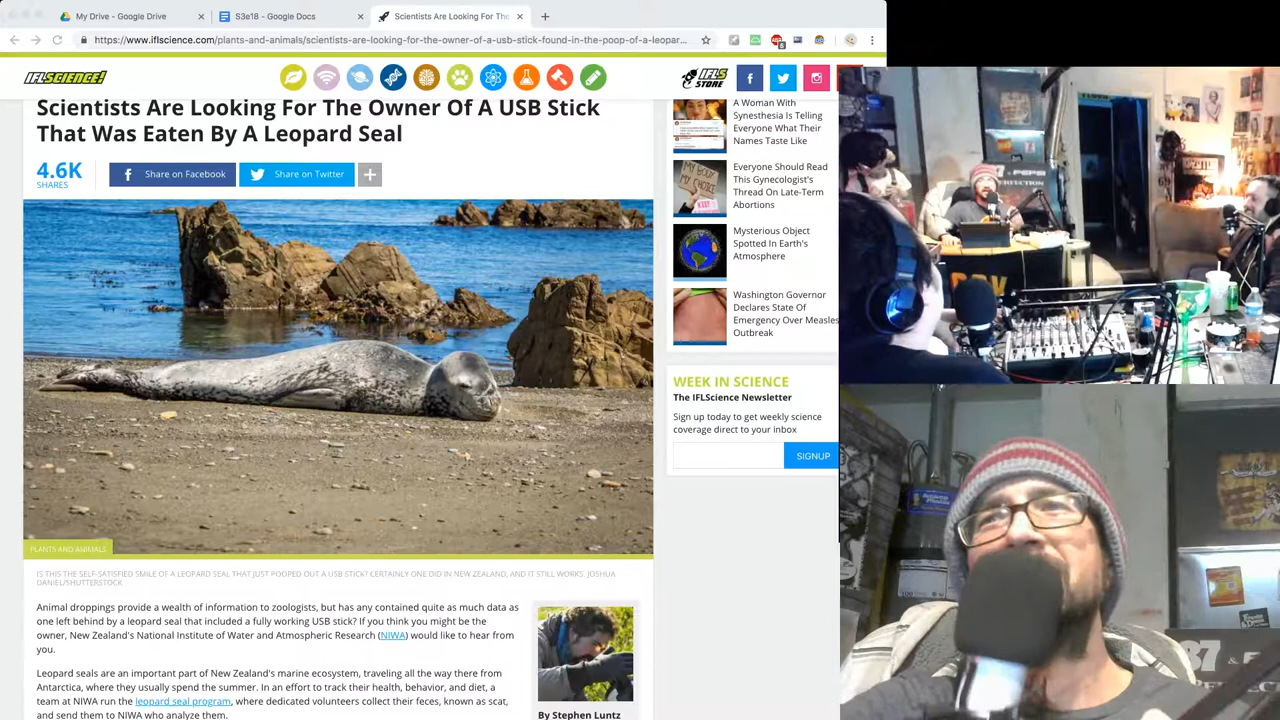 My Drive - Google Drive
S3e18 - Google Docs
Scientists Are Looking For The
https://www.iflscience.com/plants-and-animals/scientists-are-looking-for-the-owner-of-a-usb-stick-found-in-the-poop-of-a-leopar...
IFLSCIENCE!
IFLS
STORE
Scientists Are Looking For The Owner Of A USB Stick
That Was Eaten By A Leopard Seal
4.6K
SHARES
Share on Facebook
Share on Twitter
PLANTS AND ANIMALS
IS THIS THE SELF-SATISFIED SMILE OF A LEOPARD SEAL THAT JUST POOPED OUT A USB STICK? CERTAINLY ONE DID IN NEW ZEALAND, AND IT STILL WORKS. JOSHUA
DANIEL/SHUTTERSTOCK
Animal droppings provide a wealth of information to zoologists, but has any contained quite as much data as
one left behind by a leopard seal that included a fully working USB stick? If you think you might be the
owner, New Zealand's National Institute of Water and Atmospheric Research (NIWA) would like to hear from
you.
Leopard seals are an important part of New Zealand's marine ecosystem, traveling all the way there from
Antarctica, where they usually spend the summer. In an effort to track their health, behavior, and diet, a
team at NIWA run the leopard seal program, where dedicated volunteers collect their feces, known as scat,
and send them to NIWA who analyze them.
By Stephen Luntz
A Woman With
Synesthesia Is Telling
Everyone What Their
Names Taste Like
MY BODY
MY CHOICE
Everyone Should Read
This Gynecologist's
Thread On Late-Term
Abortions
Mysterious Object
Spotted In Earth's
Atmosphere
Washington Governor
Declares State Of
Emergency Over Measles
Outbreak
WEEK IN SCIENCE
The IFLScience Newsletter
Sign up today to get weekly science
coverage direct to your inbox
SIGNUP